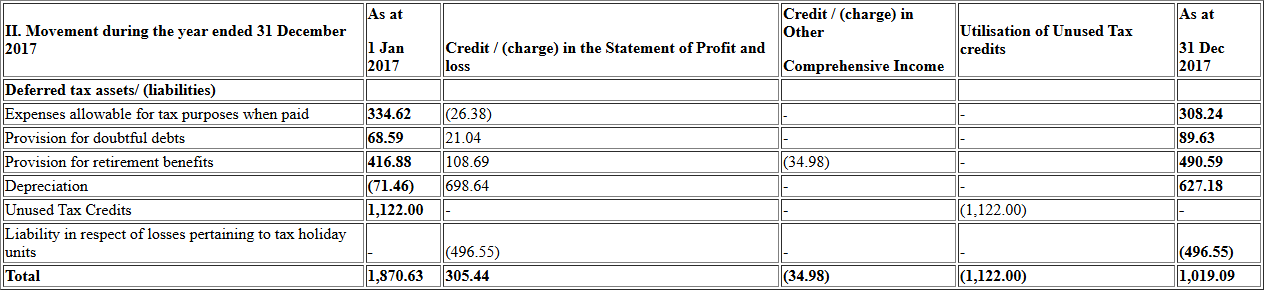 II. Movement during the year ended 31 December 2017 As at 1 Jan 2017 Credit / (charge) in the Statement of Profit and loss Credit / (charge) in Other Comprehensive Income Utilisation of Unused Tax credits As at 31 Dec 2017
Deferred tax assets/ (liabilities)
Expenses allowable for tax purposes when paid 334.62 (26.38) - - 308.24
Provision for doubtful debts 68.59 21.04 - - 89.63
Provision for retirement benefits 416.88 108.69 (34.98) - 490.59
Depreciation (71.46) 698.64 - - 627.18
Unused Tax Credits 1,122.00 - - (1,122.00) -
Liability in respect of losses pertaining to tax holiday units - (496.55) - - (496.55)
Total 1,870.63 305.44 (34.98) (1,122.00) 1,019.09